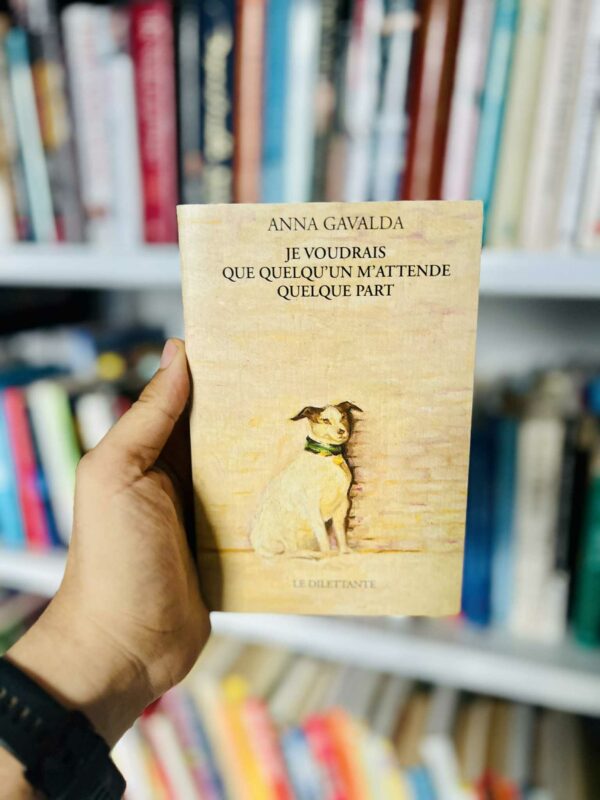 ANNA GAVALDA
JE VOUDRAIS
QUE QUELQU'UN M'ATTENDE
QUELQUE PART
LE DILETTANTE